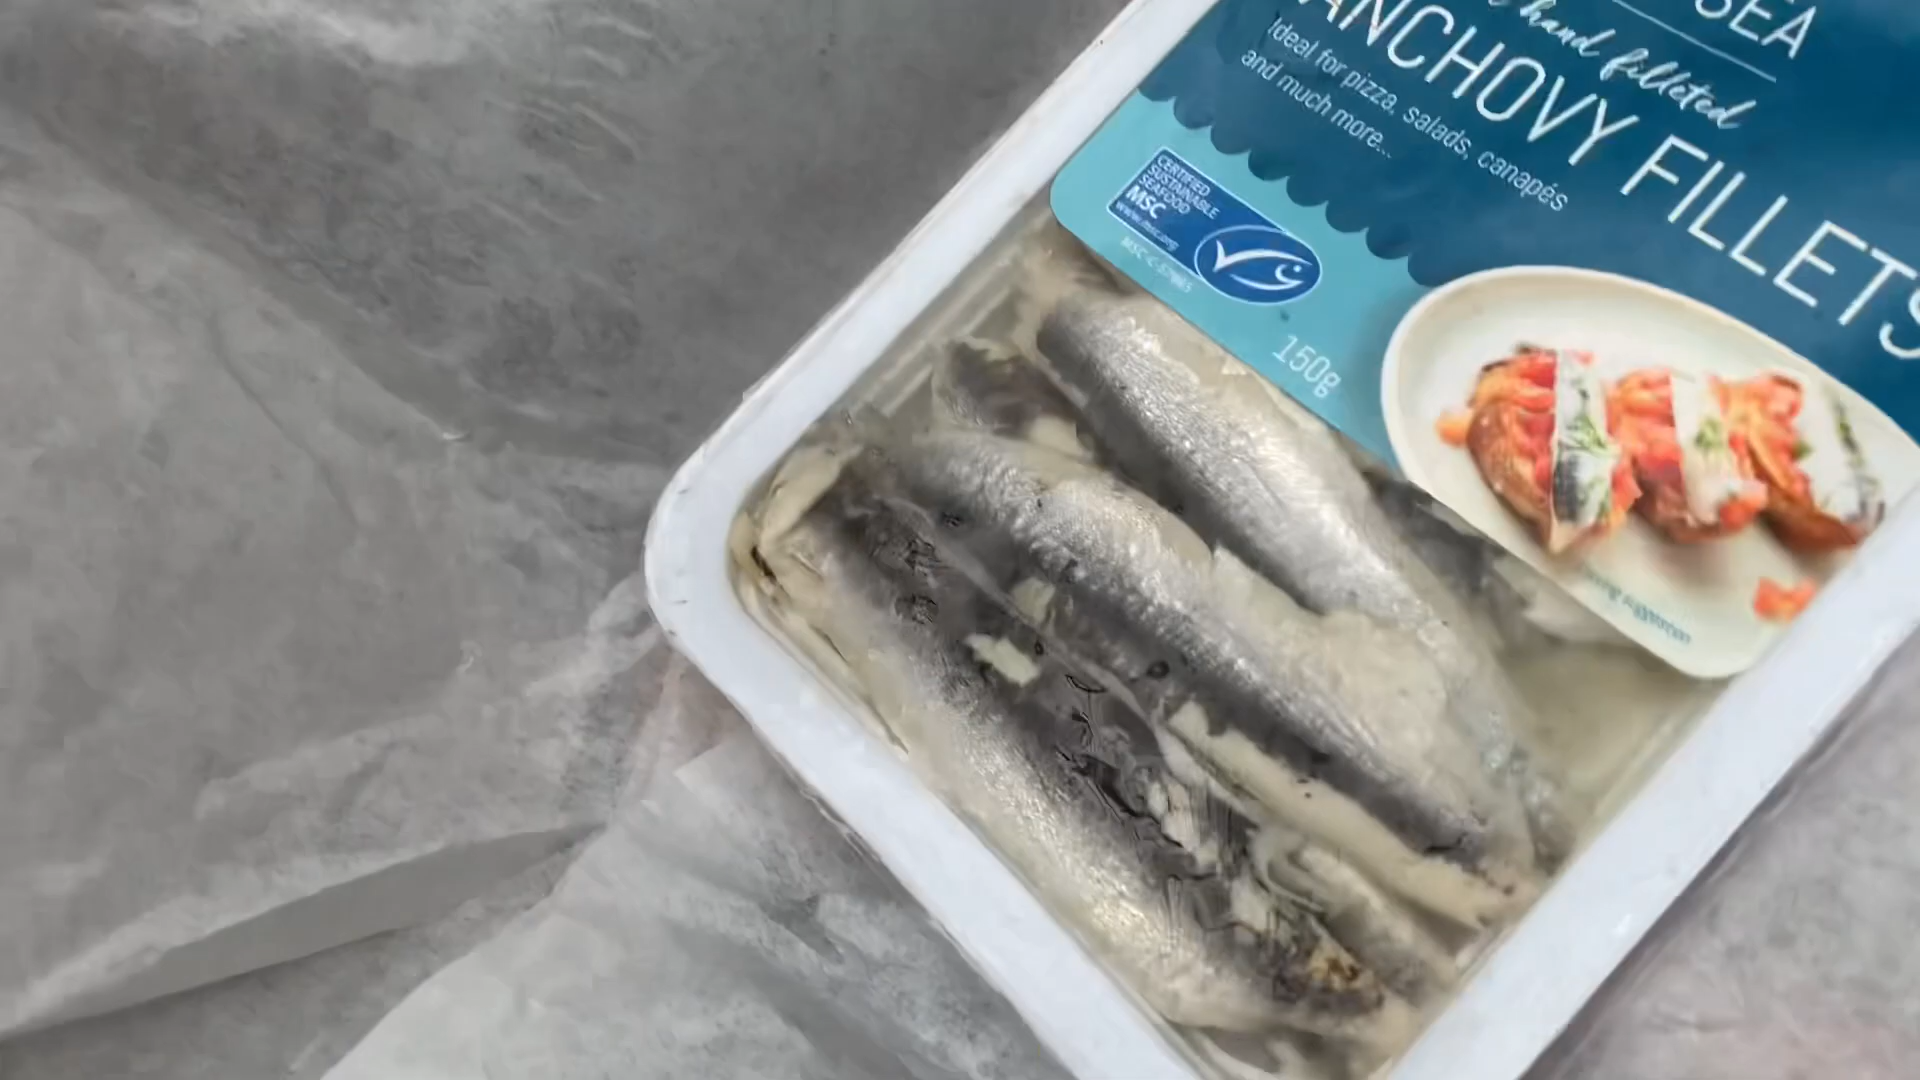 SEA
hand filleted
ANCHOVY FILLETS
Ideal for pizza, salads, canapés
and much more...
CERTIFIED
SUSTAINABLE
SEAFOOD
MSC
www.msc.org
150g